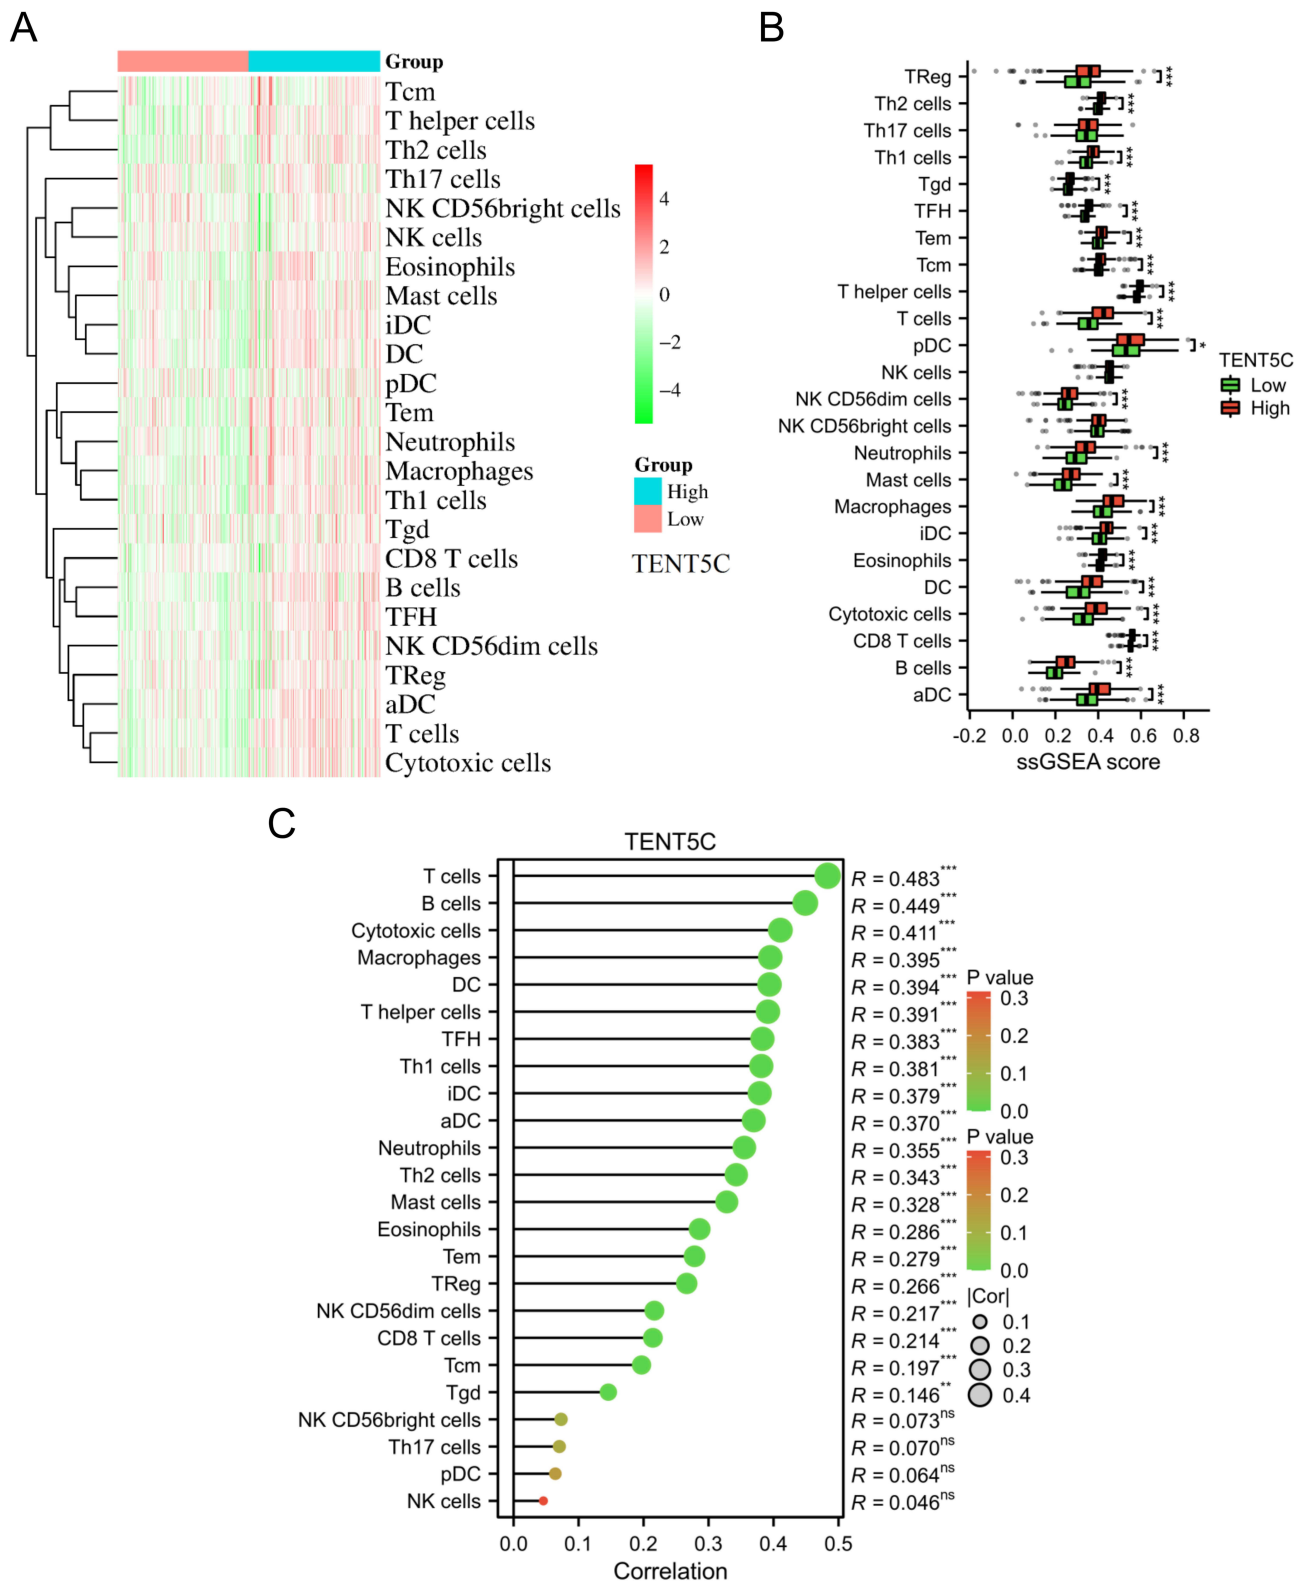 A
Group
Tcm
T helper cells
Th2 cells
Th17 cells
NK CD56bright cells
NK cells
Eosinophils
Mast cells
iDC
DC
pDC
Tem
Neutrophils
Macrophages
Th1 cells
Tgd
CD8 T cells
B cells
TFH
NK CD56dim cells
TReg
aDC
T cells
Cytotoxic cells
4
2
0
−2
−4
Group
High
Low
TENT5C
B
TReg ***
Th2 cells ***
Th17 cells
Th1 cells ***
Tgd ***
TFH ***
Tem ***
Tcm ***
T helper cells ***
T cells ***
pDC *
NK cells
NK CD56dim cells ***
NK CD56bright cells
Neutrophils ***
Mast cells ***
Macrophages ***
iDC ***
Eosinophils ***
DC ***
Cytotoxic cells ***
CD8 T cells ***
B cells ***
aDC ***
-0.2 0.0 0.2 0.4 0.6 0.8
ssGSEA score
TENT5C
Low
High
C
TENT5C
T cells R = 0.483***
B cells R = 0.449***
Cytotoxic cells R = 0.411***
Macrophages R = 0.395***
DC R = 0.394***
T helper cells R = 0.391***
TFH R = 0.383***
Th1 cells R = 0.381***
iDC R = 0.379***
aDC R = 0.370***
Neutrophils R = 0.355***
Th2 cells R = 0.343***
Mast cells R = 0.328***
Eosinophils R = 0.286***
Tem R = 0.279***
TReg R = 0.266***
NK CD56dim cells R = 0.217***
CD8 T cells R = 0.214***
Tcm R = 0.197***
Tgd R = 0.146**
NK CD56bright cells R = 0.073ns
Th17 cells R = 0.070ns
pDC R = 0.064ns
NK cells R = 0.046ns
0.0 0.1 0.2 0.3 0.4 0.5
Correlation
P value
0.3
0.2
0.1
0.0
P value
0.3
0.2
0.1
0.0
|Cor|
0.1
0.2
0.3
0.4